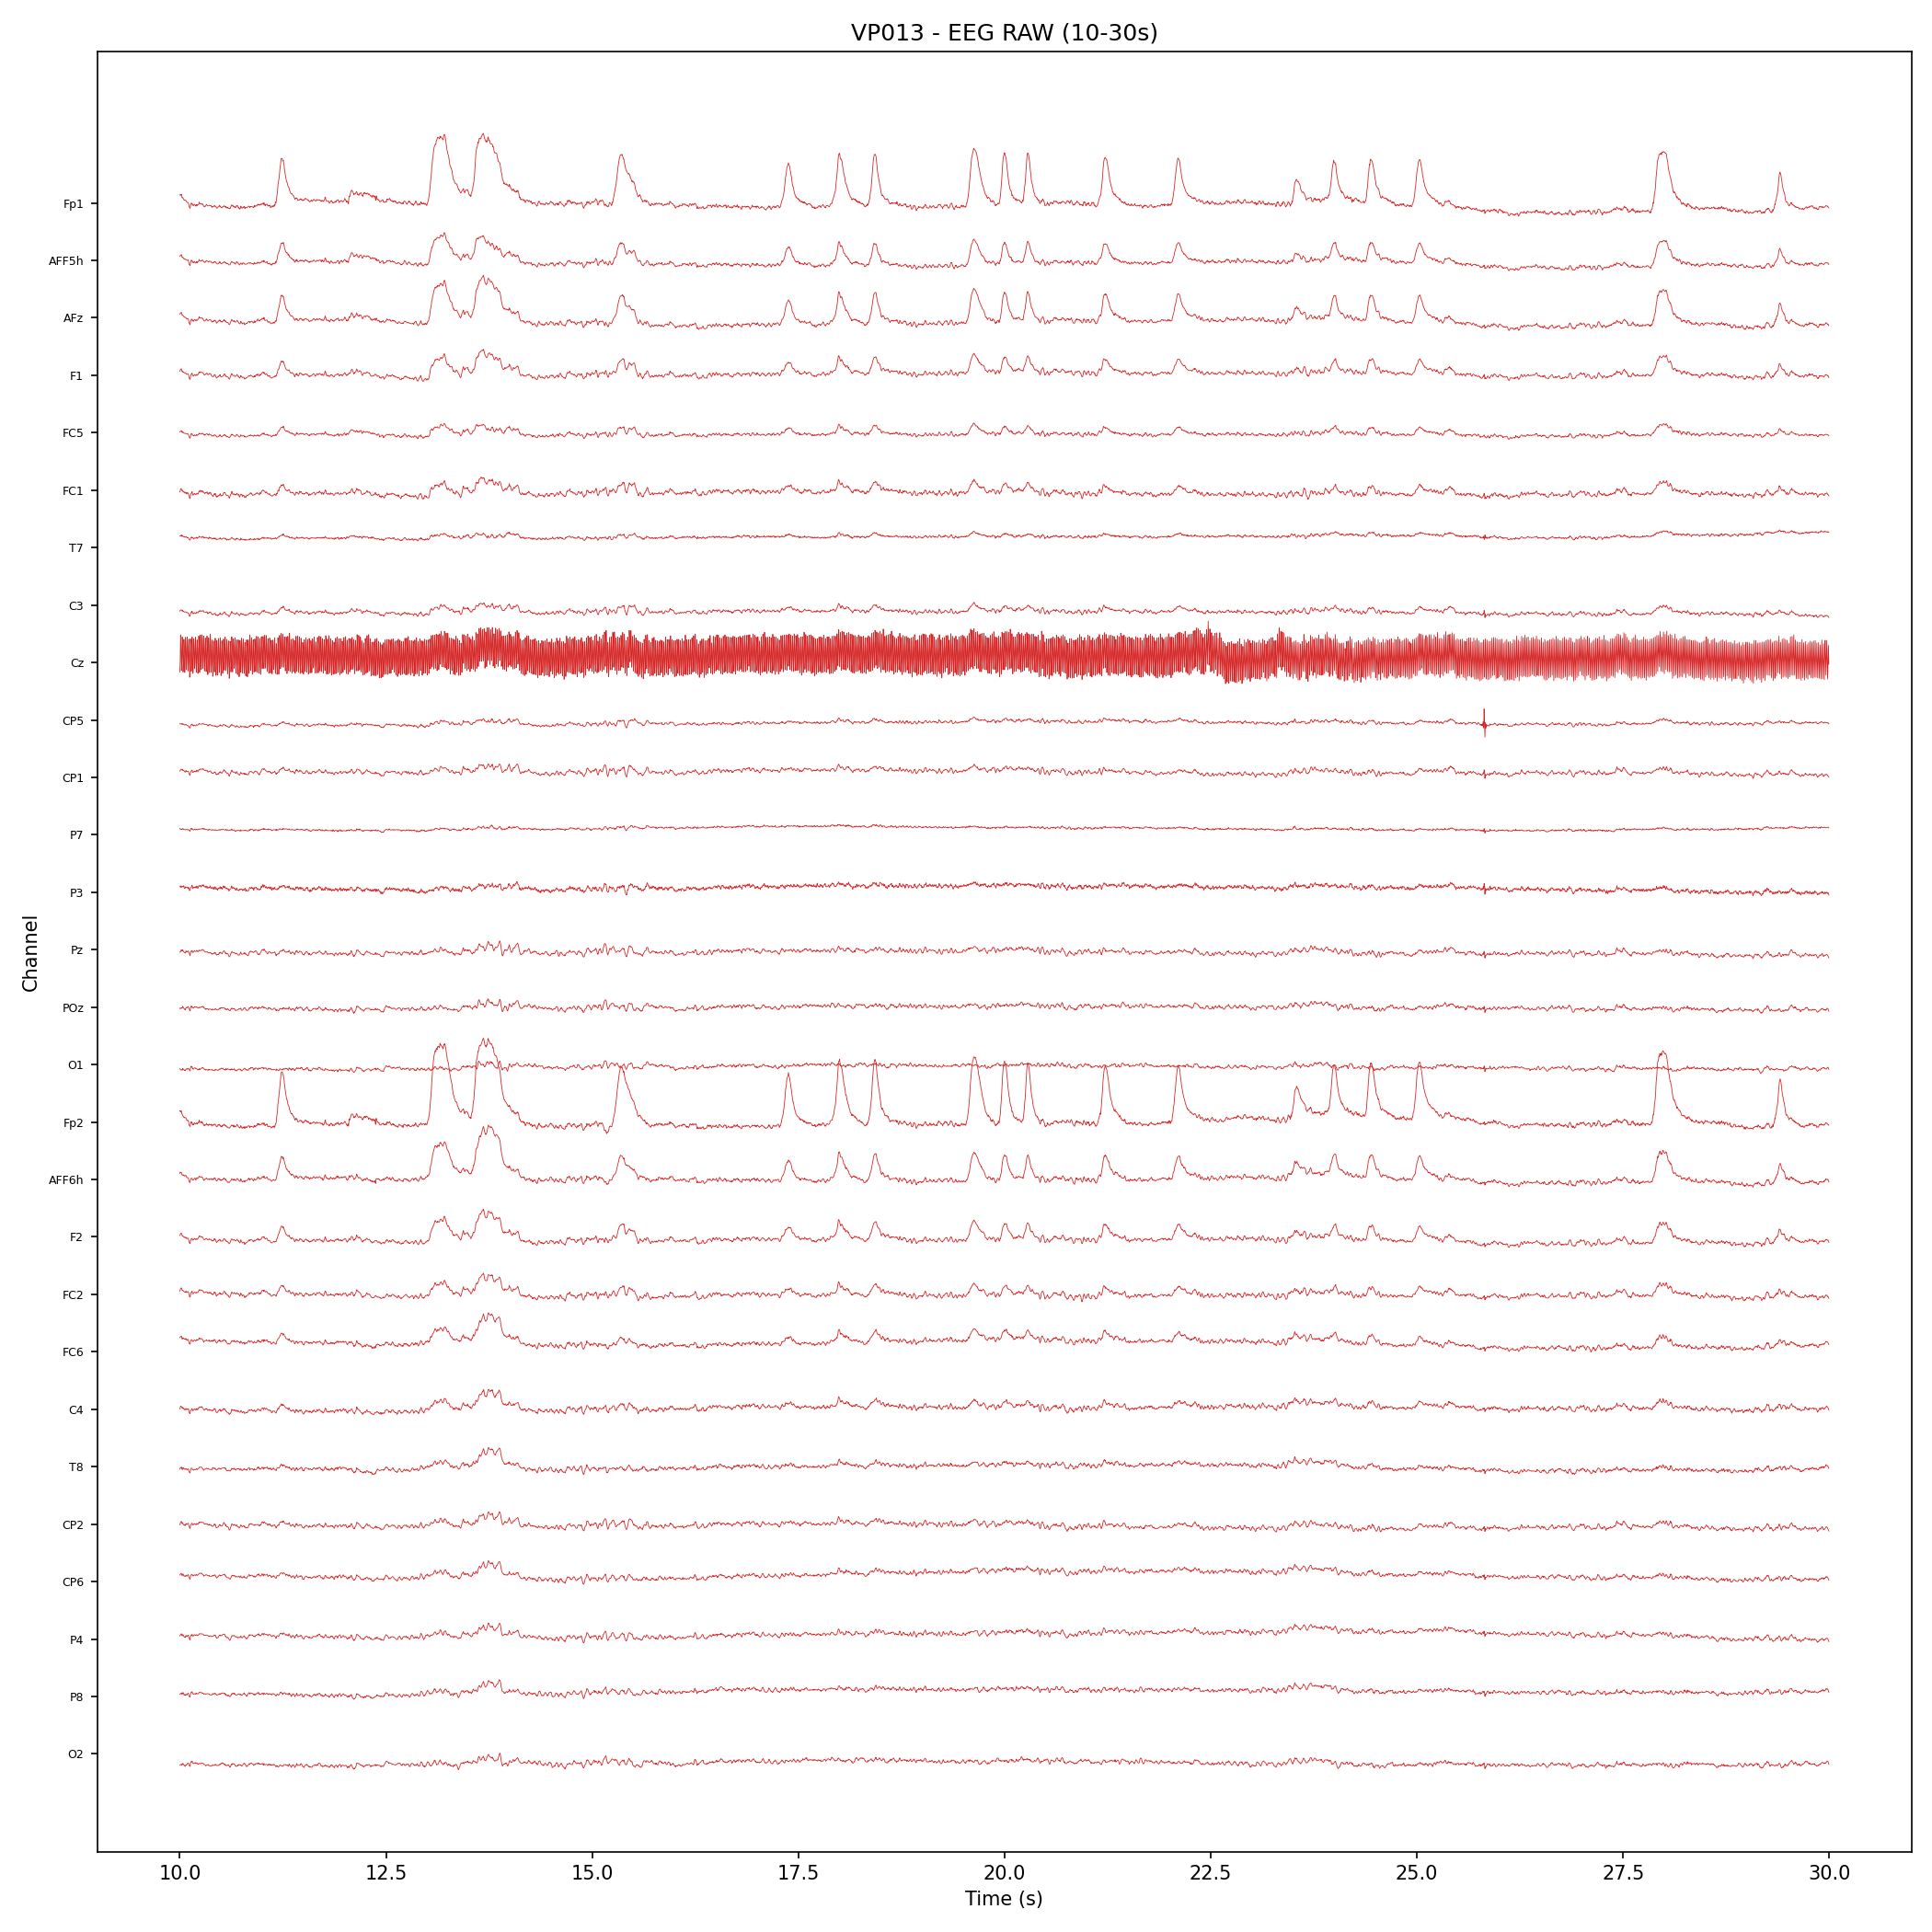 VP013 - EEG RAW (10-30s)
Fp1
AFF5h
AFz
F1
FC5
FC1
T7
C3
Cz
CP5
CP1
P7
P3
Pz
POz
O1
Fp2
AFF6h
F2
FC2
FC6
C4
T8
CP2
CP6
P4
P8
O2
Channel
10.0 12.5 15.0 17.5 20.0 22.5 25.0 27.5 30.0
Time (s)